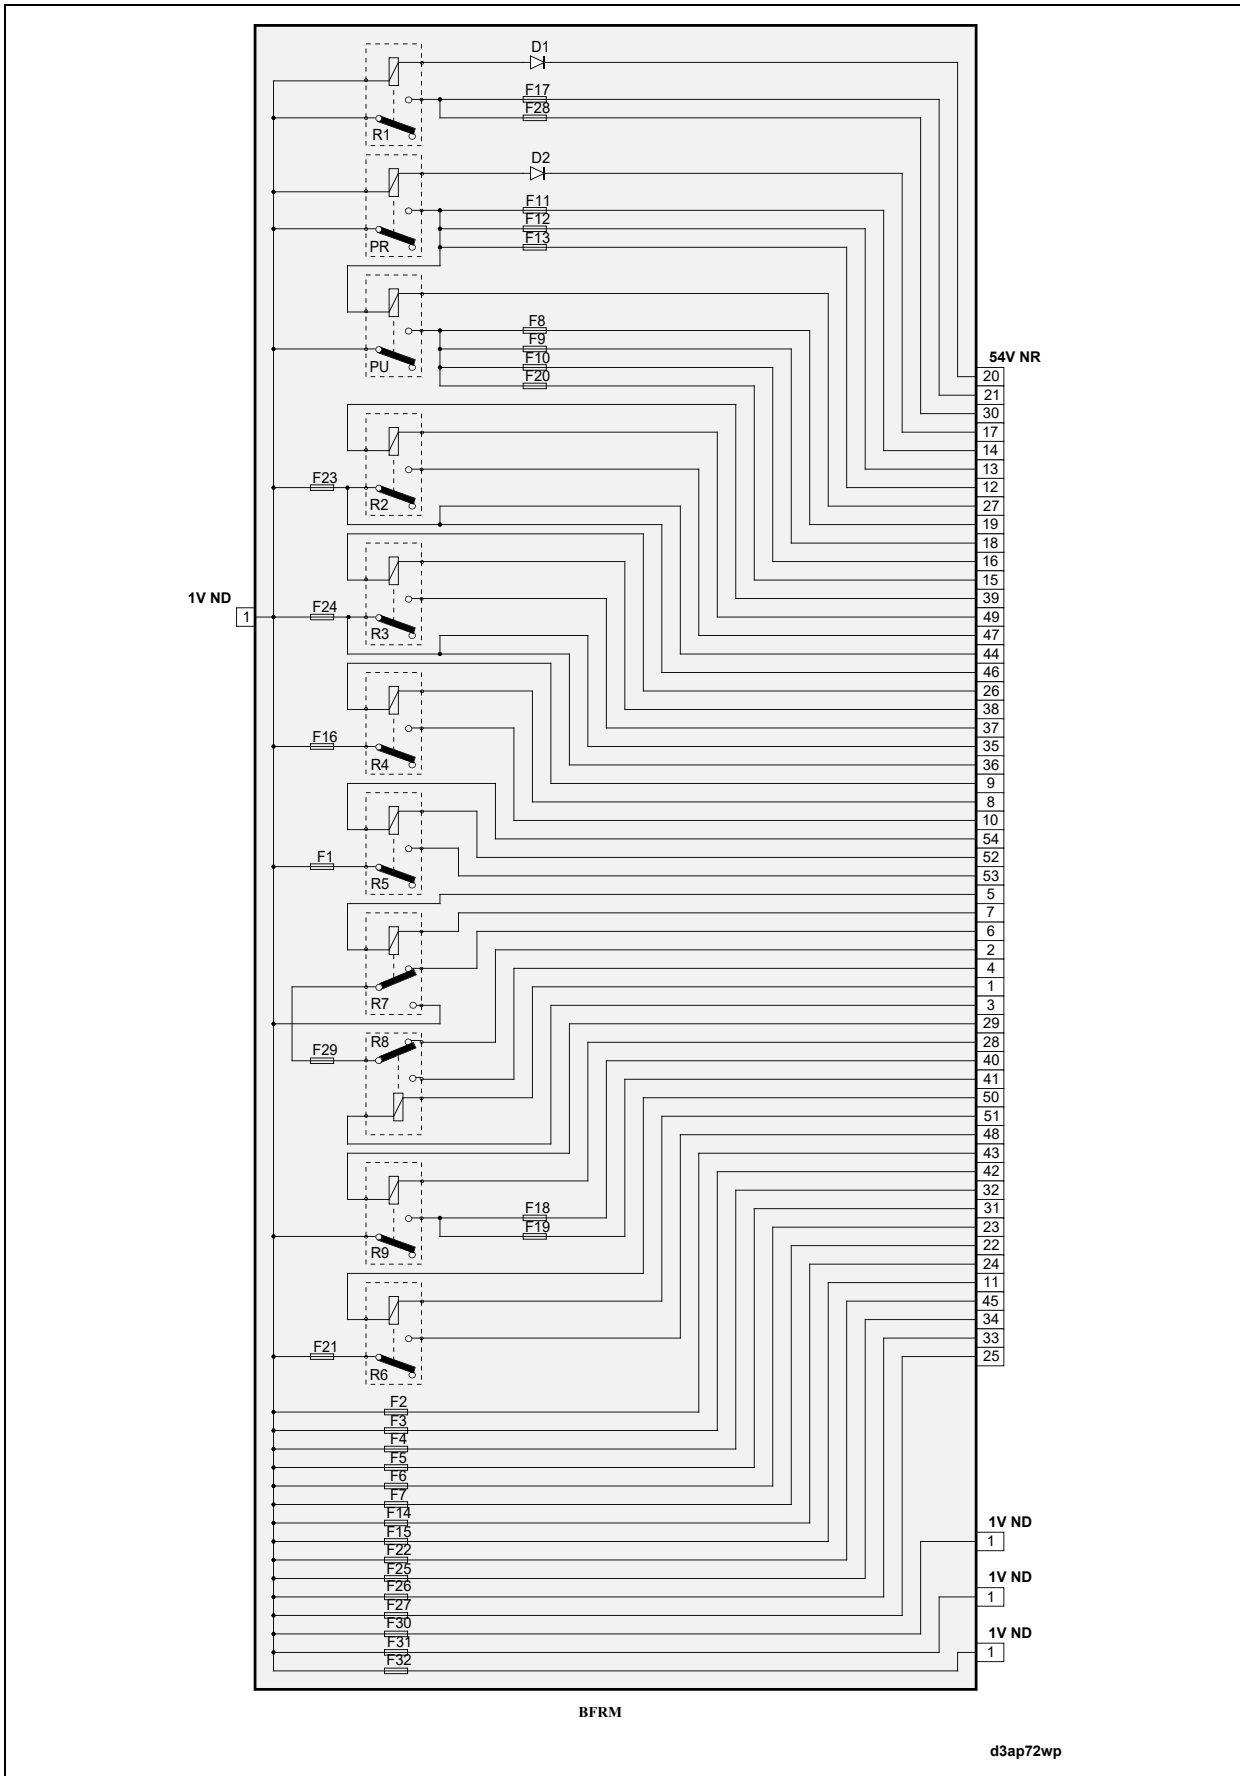 D1
F17
F28
R1
D2
F11
F12
F13
PR
F8
F9
F10
F20
PU
54V NR
20
21
30
17
14
13
12
27
19
18
16
15
39
49
47
44
46
26
38
37
35
36
9
8
10
54
52
53
5
7
6
2
4
1
3
29
28
40
41
50
51
48
43
42
32
31
23
22
24
11
45
34
33
25
F23
R2
1V ND
1
F24
R3
F16
R4
F1
R5
R7
R8
F29
F18
F19
R9
F21
R6
F2
F3
F4
F5
F6
F7
F14
F15
F22
F25
F26
F27
F30
F31
F32
1V ND
1
1V ND
1
1V ND
1
BFRM
d3ap72wp